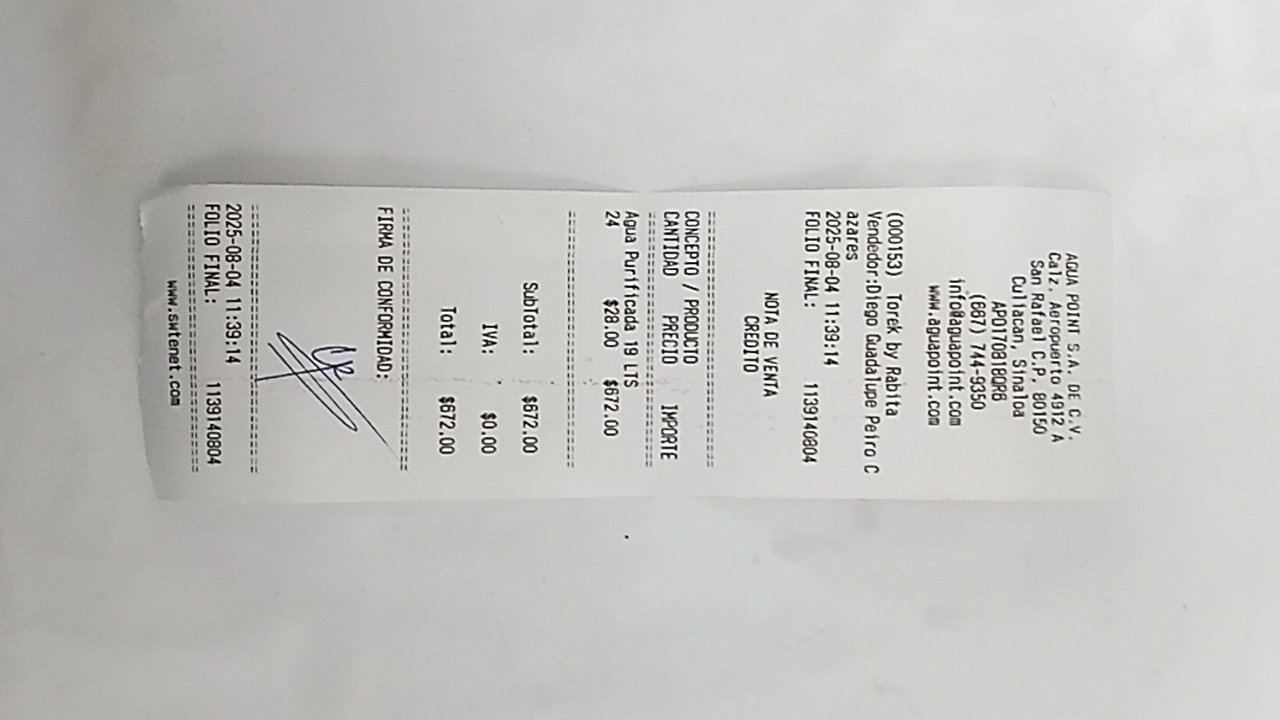 AGUA POINT S.A. DE C.V.
Calz. Aeropuerto 4912 A
San Rafael C.P. 80150
Culiacan, Sinaloa
APO170818QR6
(667) 744-9350
info@aguapoint.com
www.aguapoint.com
(000153) Torek by Rabita
Vendedor:Diego Guadalupe Peiro C
azares
2025-08-04 11:39:14
FOLIO FINAL: 1139140804
NOTA DE VENTA
CREDITO
================================
CONCEPTO / PRODUCTO
CANTIDAD PRECIO IMPORTE
================================
Agua Purificada 19 LTS
24 $28.00 $672.00
================================
SubTotal: $672.00
IVA: $0.00
Total: $672.00
================================
FIRMA DE CONFORMIDAD:
================================
2025-08-04 11:39:14
FOLIO FINAL: 1139140804
================================
www.swtenet.com